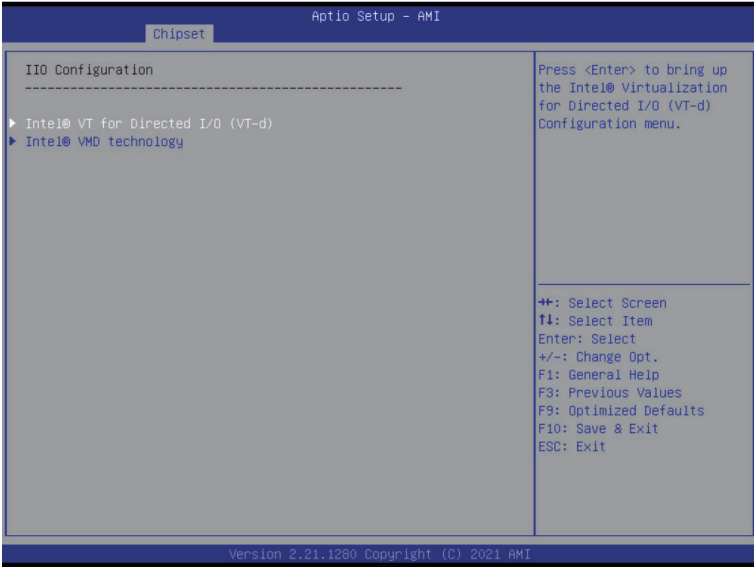 Aptio Setup – AMI
Chipset
IIO Configuration
--------------------------------------------------
Intel® VT for Directed I/O (VT-d)
Intel® VMD technology
Press <Enter> to bring up
the Intel® Virtualization
for Directed I/O (VT-d)
Configuration menu.
→←: Select Screen
↑↓: Select Item
Enter: Select
+/-: Change Opt.
F1: General Help
F3: Previous Values
F9: Optimized Defaults
F10: Save & Exit
ESC: Exit
Version 2.21.1280 Copyright (C) 2021 AMI